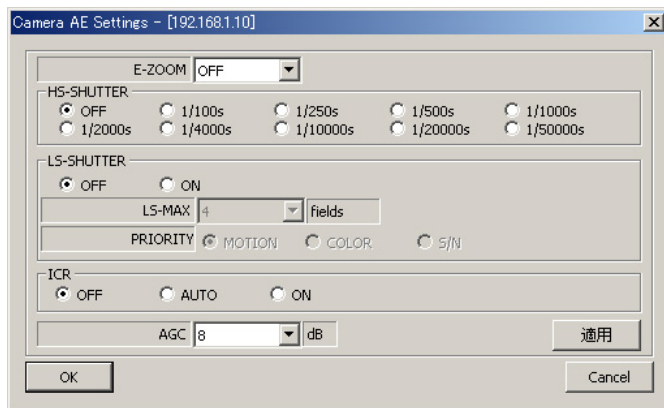 Camera AE Settings - [192.168.1.10]
E-ZOOM OFF
HS-SHUTTER
OFF 1/100s 1/250s 1/500s 1/1000s
1/2000s 1/4000s 1/10000s 1/20000s 1/50000s
LS-SHUTTER
OFF ON
LS-MAX 4 fields
PRIORITY MOTION COLOR S/N
ICR
OFF AUTO ON
AGC 8 dB 適用
OK Cancel